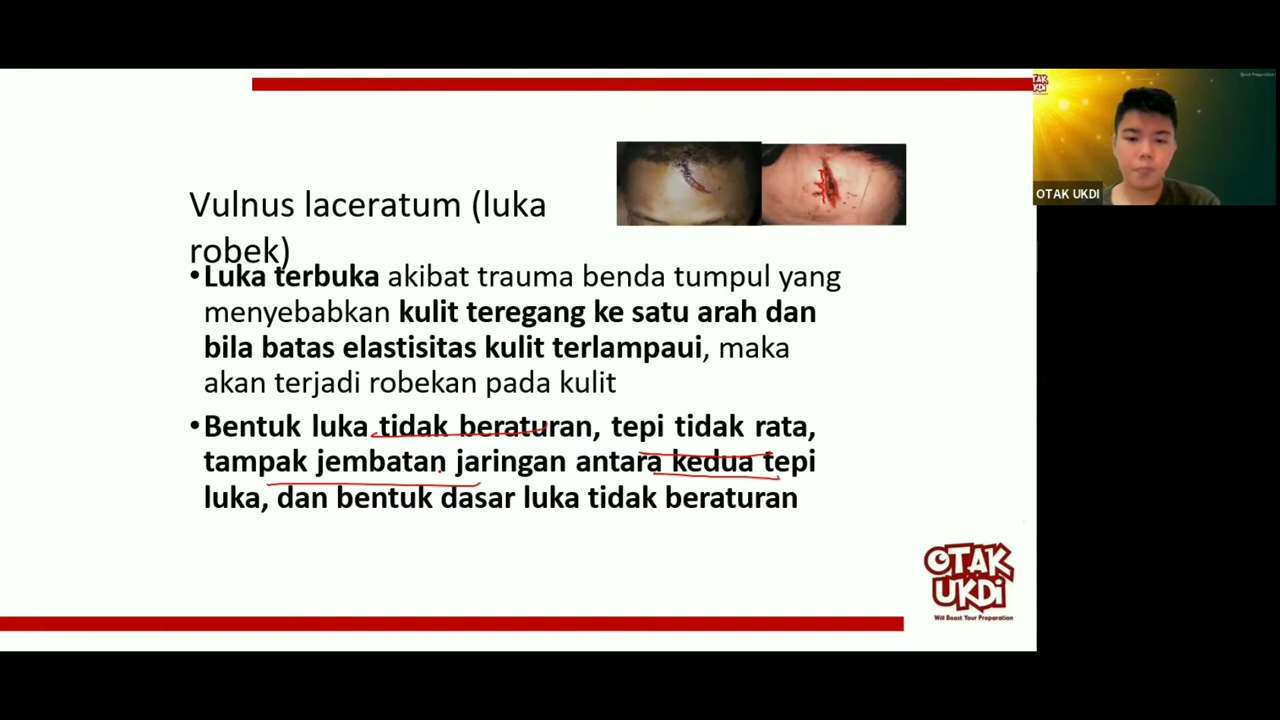 Vulnus laceratum (luka
robek)
•Luka terbuka akibat trauma benda tumpul yang
menyebabkan kulit teregang ke satu arah dan
bila batas elastisitas kulit terlampaui, maka
akan terjadi robekan pada kulit
•Bentuk luka tidak beraturan, tepi tidak rata,
tampak jembatan jaringan antara kedua tepi
luka, dan bentuk dasar luka tidak beraturan
OTAK
UKDi
Will Boost Your Preparation
OTAK UKDI